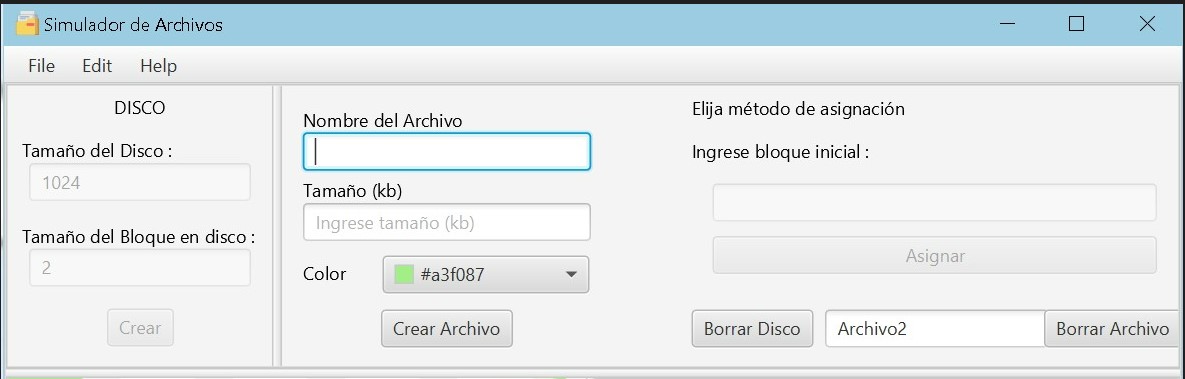 Simulador de Archivos
File Edit Help
DISCO
Tamaño del Disco :
1024
Tamaño del Bloque en disco :
2
Crear
Nombre del Archivo
Tamaño (kb)
Ingrese tamaño (kb)
Color #a3f087
Crear Archivo
Elija método de asignación
Ingrese bloque inicial :
Asignar
Borrar Disco Archivo2 Borrar Archivo